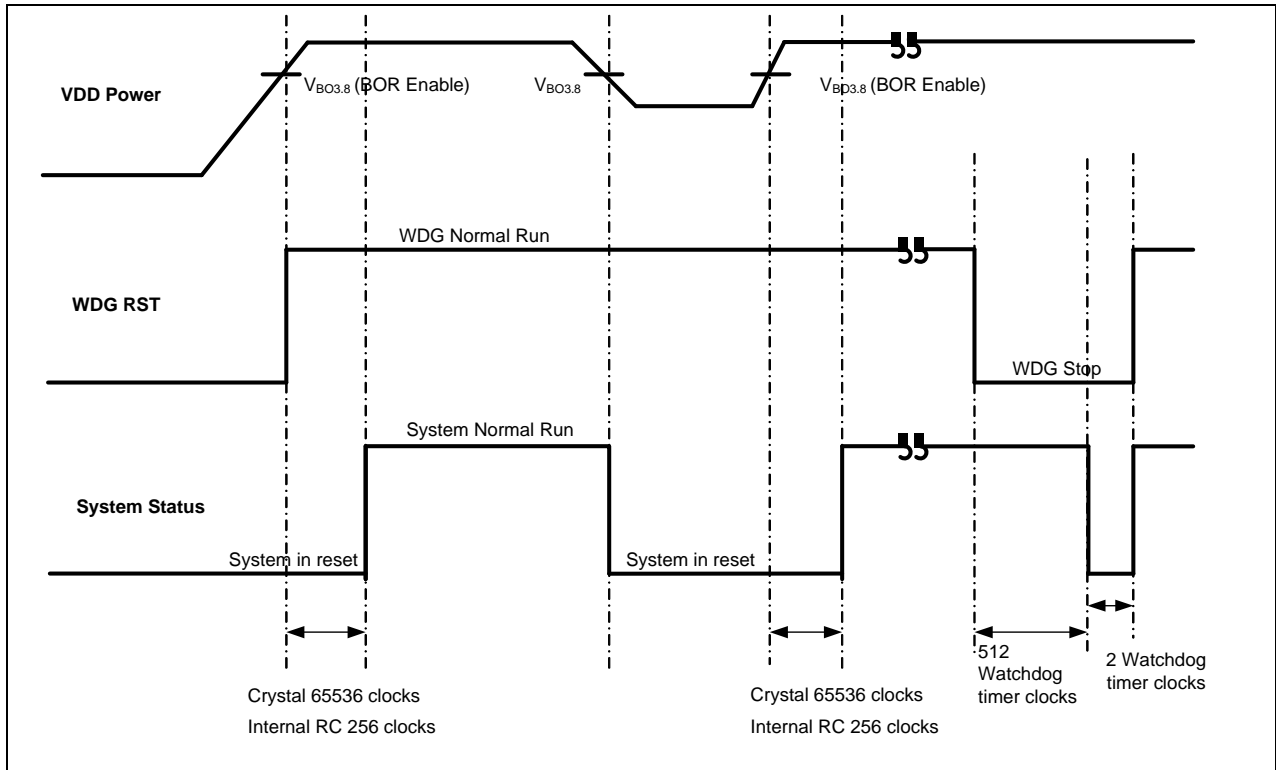 VDD Power
VBO3.8 (BOR Enable)
VBO3.8
VBO3.8 (BOR Enable)
WDG Normal Run
WDG RST
WDG Stop
System Normal Run
System Status
System in reset
System in reset
Crystal 65536 clocks
Internal RC 256 clocks
Crystal 65536 clocks
Internal RC 256 clocks
512
Watchdog
timer clocks
2 Watchdog
timer clocks